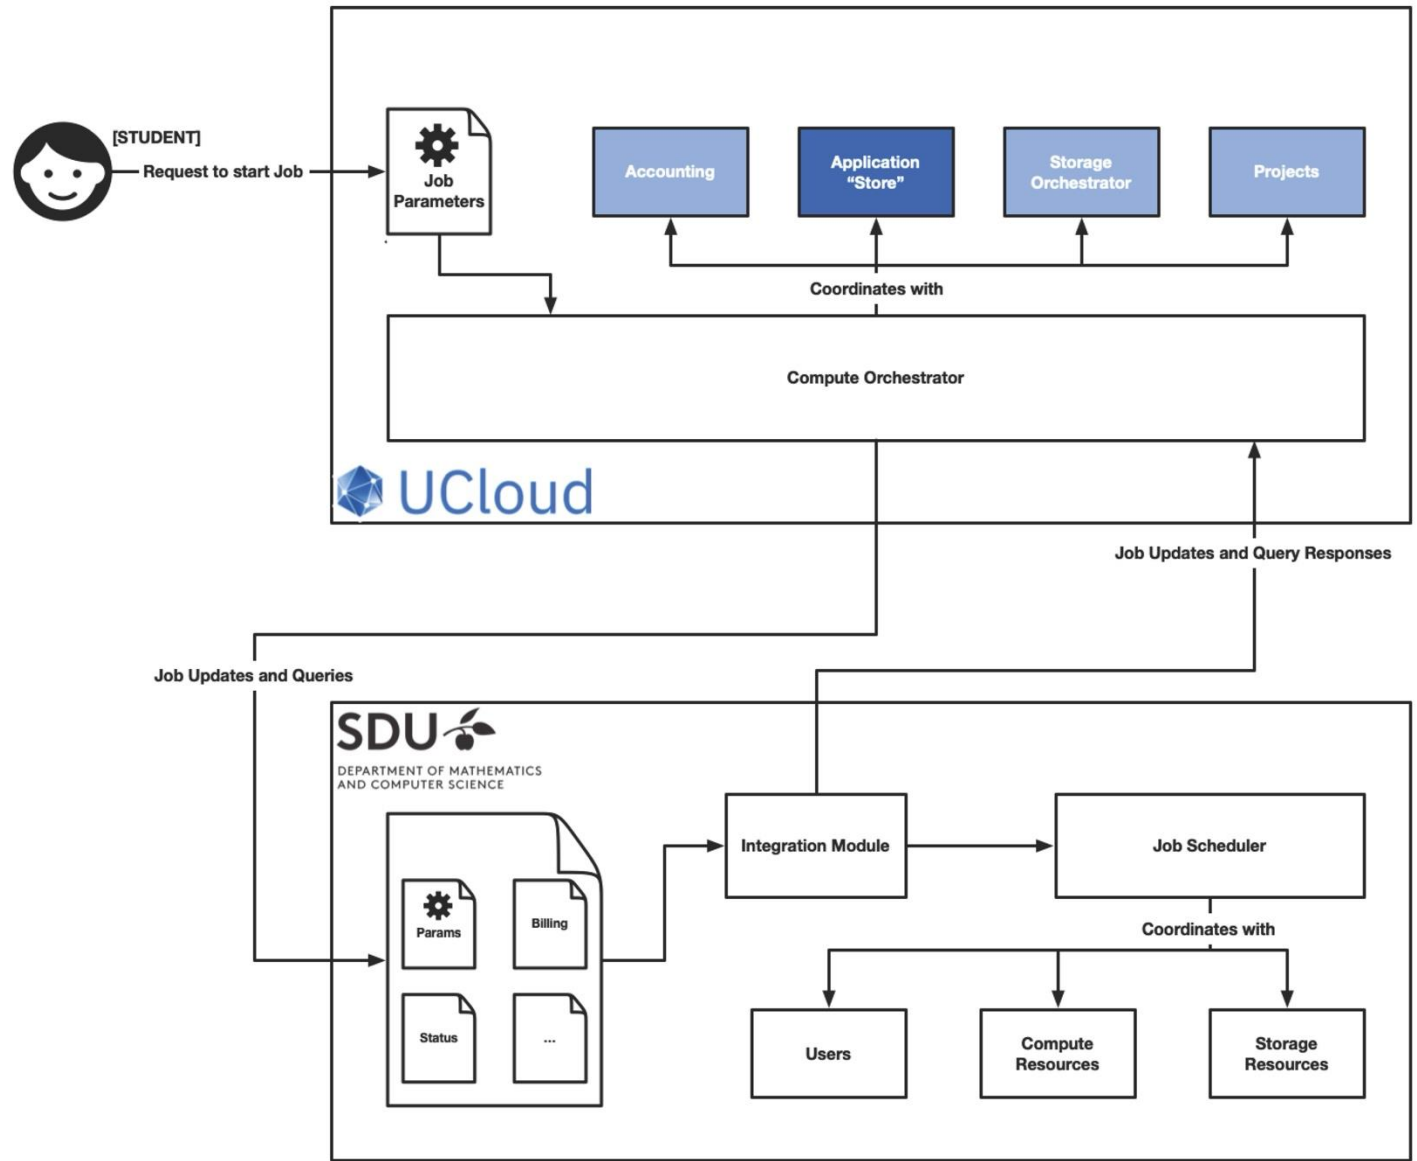 [STUDENT]
Request to start Job
Job
Parameters
Accounting
Application
“Store”
Storage
Orchestrator
Projects
Coordinates with
Compute Orchestrator
UCloud
Job Updates and Query Responses
Job Updates and Queries
SDU
DEPARTMENT OF MATHEMATICS
AND COMPUTER SCIENCE
Params
Billing
Status
...
Integration Module
Job Scheduler
Coordinates with
Users
Compute
Resources
Storage
Resources